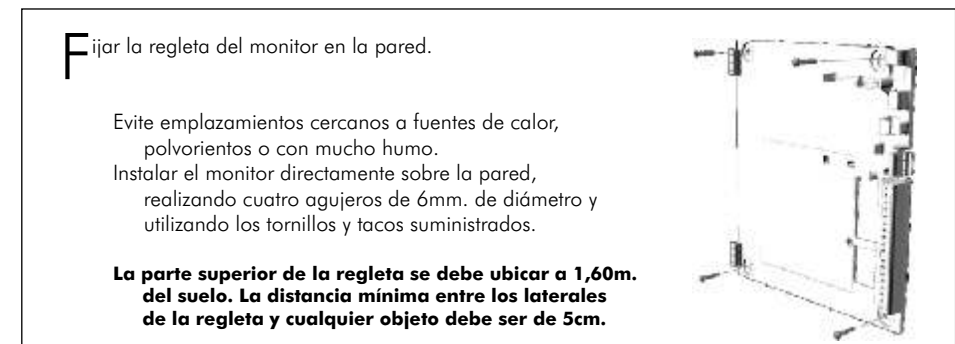 Fijar la regleta del monitor en la pared.
Evite emplazamientos cercanos a fuentes de calor,
polvorientos o con mucho humo.
Instalar el monitor directamente sobre la pared,
realizando cuatro agujeros de 6mm. de diámetro y
utilizando los tornillos y tacos suministrados.
La parte superior de la regleta se debe ubicar a 1,60m.
del suelo. La distancia mínima entre los laterales
de la regleta y cualquier objeto debe ser de 5cm.